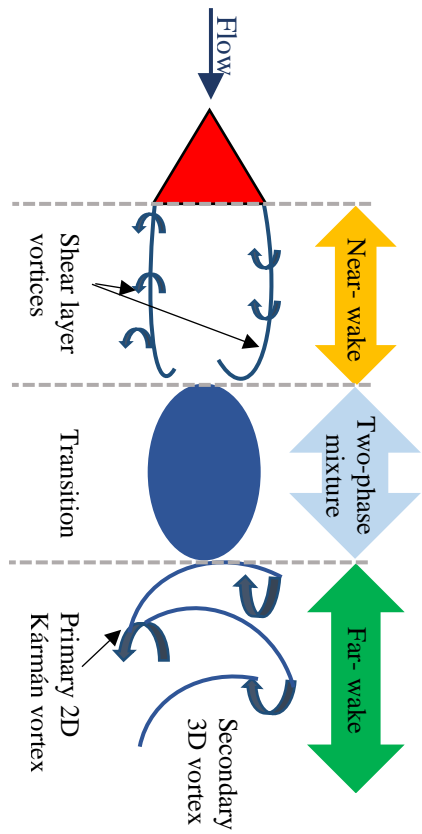 Flow
Near- wake
Two-phase
mixture
Far- wake
Shear layer
vortices
Transition
Primary 2D
Kármán vortex
Secondary
3D vortex